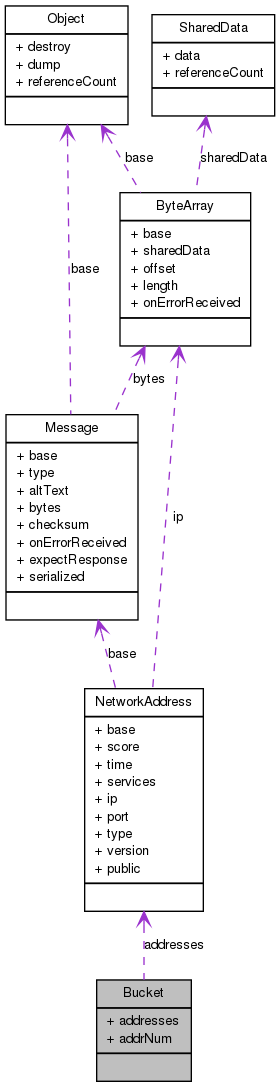 Object
+ destroy
+ dump
+ referenceCount
SharedData
+ data
+ referenceCount
base
sharedData
ByteArray
+ base
+ sharedData
+ offset
+ length
+ onErrorReceived
base
bytes
Message
+ base
+ type
+ altText
+ bytes
+ checksum
+ onErrorReceived
+ expectResponse
+ serialized
ip
base
NetworkAddress
+ base
+ score
+ time
+ services
+ ip
+ port
+ type
+ version
+ public
addresses
Bucket
+ addresses
+ addrNum